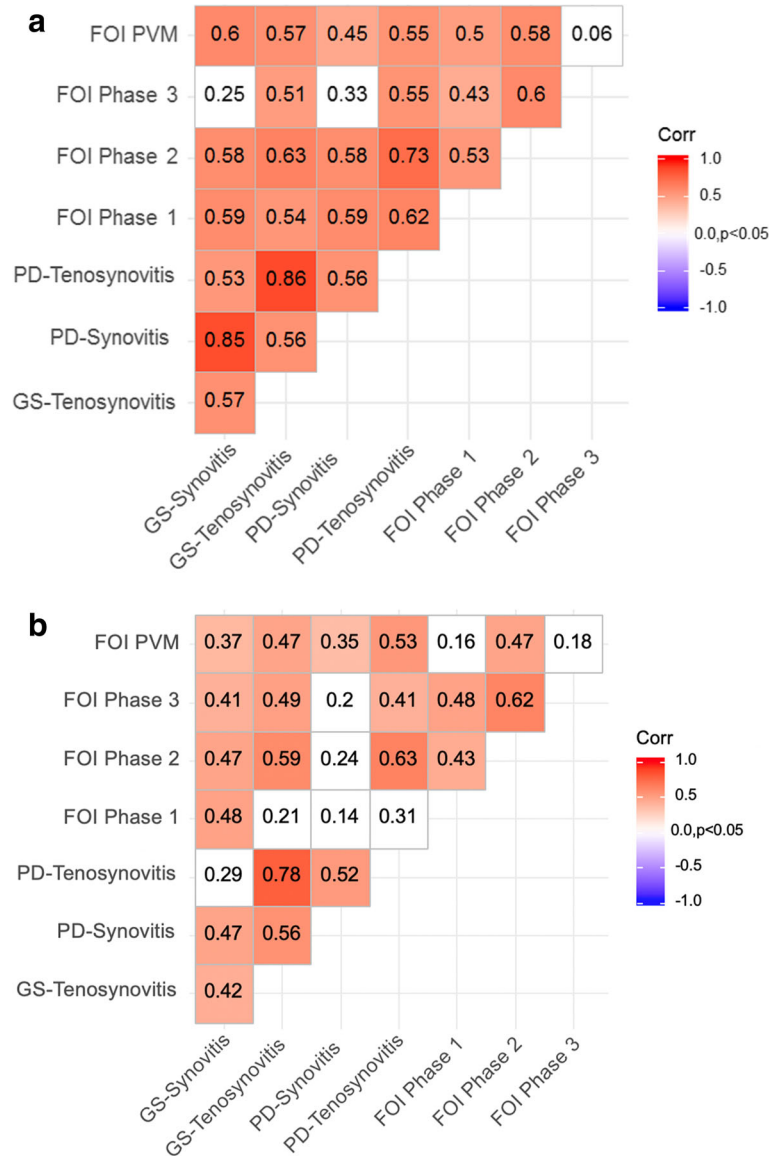 a
FOI PVM 0.6 0.57 0.45 0.55 0.5 0.58 0.06
FOI Phase 3 0.25 0.51 0.33 0.55 0.43 0.6
FOI Phase 2 0.58 0.63 0.58 0.73 0.53
FOI Phase 1 0.59 0.54 0.59 0.62
PD-Tenosynovitis 0.53 0.86 0.56
PD-Synovitis 0.85 0.56
GS-Tenosynovitis 0.57
GS-Synovitis
GS-Tenosynovitis
PD-Synovitis
PD-Tenosynovitis
FOI Phase 1
FOI Phase 2
FOI Phase 3
Corr
1.0
0.5
0.0,p<0.05
-0.5
-1.0
b
FOI PVM 0.37 0.47 0.35 0.53 0.16 0.47 0.18
FOI Phase 3 0.41 0.49 0.2 0.41 0.48 0.62
FOI Phase 2 0.47 0.59 0.24 0.63 0.43
FOI Phase 1 0.48 0.21 0.14 0.31
PD-Tenosynovitis 0.29 0.78 0.52
PD-Synovitis 0.47 0.56
GS-Tenosynovitis 0.42
GS-Synovitis
GS-Tenosynovitis
PD-Synovitis
PD-Tenosynovitis
FOI Phase 1
FOI Phase 2
FOI Phase 3
Corr
1.0
0.5
0.0,p<0.05
-0.5
-1.0